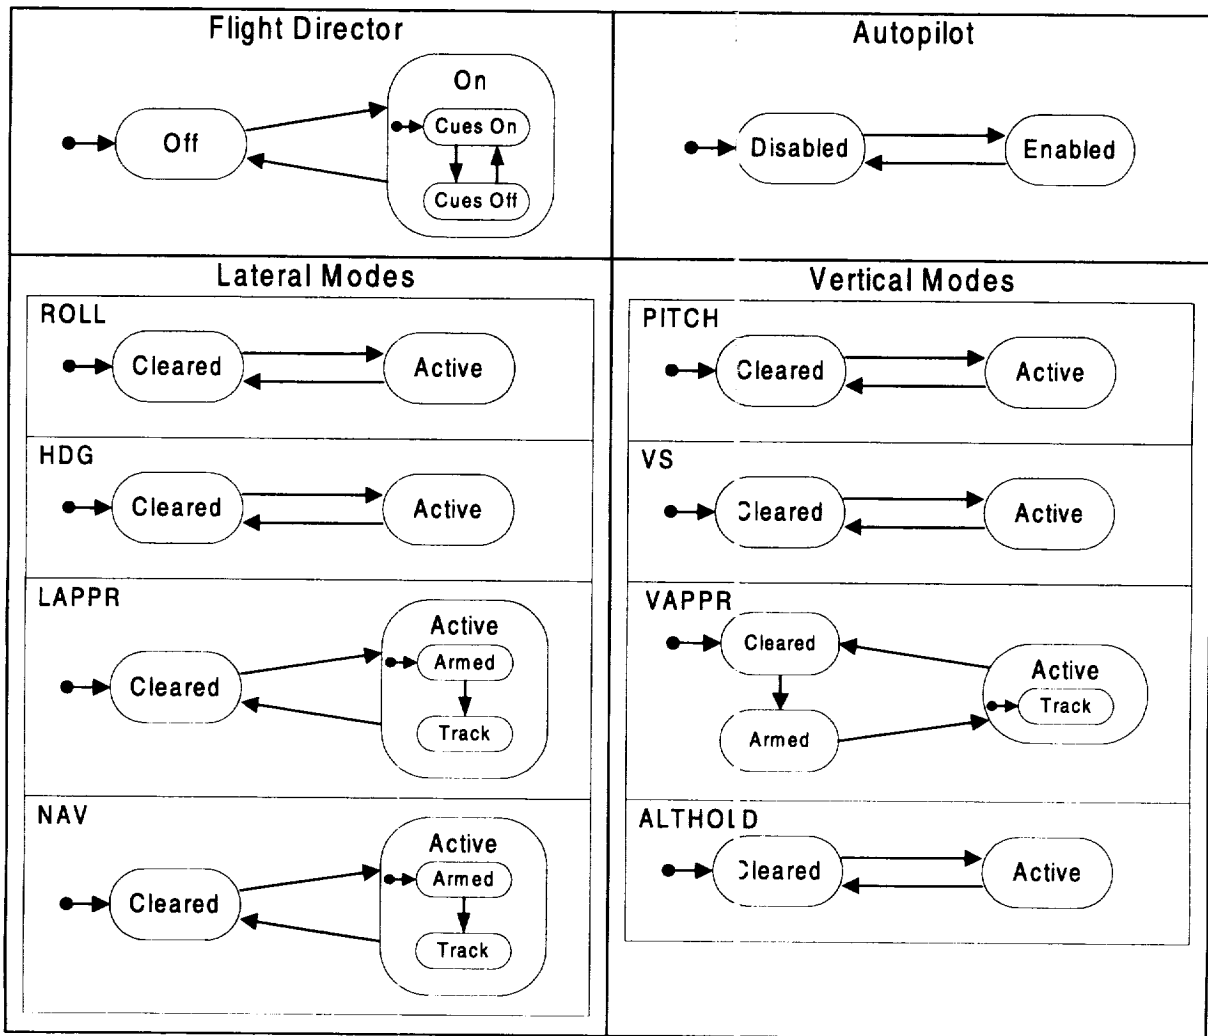 Flight Director
Off
On
Cues On
Cues Off
Autopilot
Disabled
Enabled
Lateral Modes
ROLL
Cleared
Active
HDG
Cleared
Active
LAPPR
Cleared
Active
Armed
Track
NAV
Cleared
Active
Armed
Track
Vertical Modes
PITCH
Cleared
Active
VS
Cleared
Active
VAPPR
Cleared
Armed
Active
Track
ALTHOLD
Cleared
Active